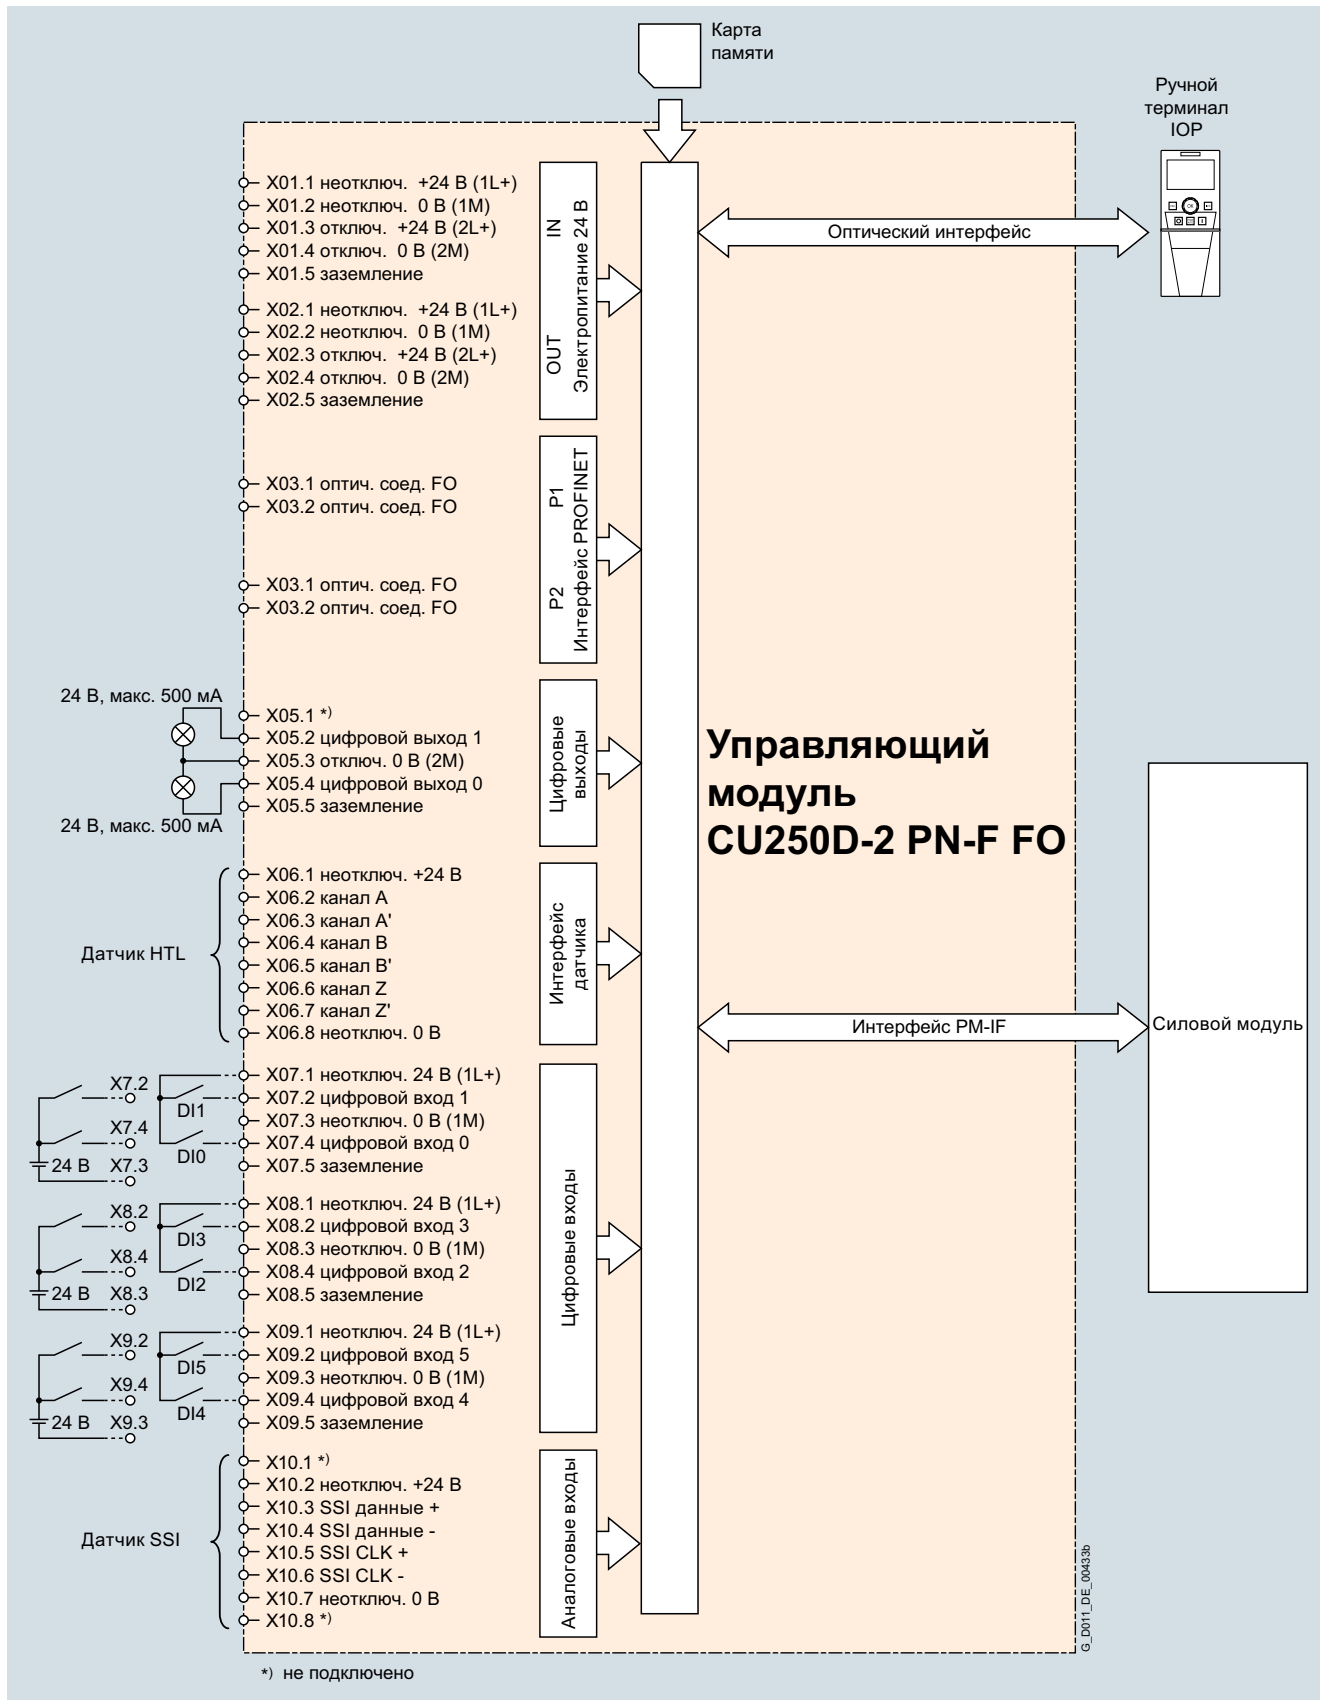 Карта
памяти
Ручной
терминал
IOP
X01.1 неотключ. +24 В (1L+)
X01.2 неотключ. 0 В (1M)
X01.3 отключ. +24 В (2L+)
X01.4 отключ. 0 В (2M)
X01.5 заземление
X02.1 неотключ. +24 В (1L+)
X02.2 неотключ. 0 В (1M)
X02.3 отключ. +24 В (2L+)
X02.4 отключ. 0 В (2M)
X02.5 заземление
OUT IN
Электропитание 24 В
Оптический интерфейс
X03.1 оптич. соед. FO
X03.2 оптич. соед. FO
X03.1 оптич. соед. FO
X03.2 оптич. соед. FO
P2 P1
Интерфейс PROFINET
24 В, макс. 500 мА
X05.1 *)
X05.2 цифровой выход 1
X05.3 отключ. 0 В (2M)
X05.4 цифровой выход 0
X05.5 заземление
24 В, макс. 500 мА
Цифровые
выходы
Управляющий
модуль
CU250D-2 PN-F FO
Датчик HTL
X06.1 неотключ. +24 В
X06.2 канал A
X06.3 канал A'
X06.4 канал B
X06.5 канал B'
X06.6 канал Z
X06.7 канал Z'
X06.8 неотключ. 0 В
Интерфейс
датчика
Интерфейс PM-IF
Силовой модуль
X7.2
X7.4
24 В X7.3
DI1
DI0
X07.1 неотключ. 24 В (1L+)
X07.2 цифровой вход 1
X07.3 неотключ. 0 В (1M)
X07.4 цифровой вход 0
X07.5 заземление
X8.2
X8.4
24 В X8.3
DI3
DI2
X08.1 неотключ. 24 В (1L+)
X08.2 цифровой вход 3
X08.3 неотключ. 0 В (1M)
X08.4 цифровой вход 2
X08.5 заземление
X9.2
X9.4
24 В X9.3
DI5
DI4
X09.1 неотключ. 24 В (1L+)
X09.2 цифровой вход 5
X09.3 неотключ. 0 В (1M)
X09.4 цифровой вход 4
X09.5 заземление
Цифровые входы
Датчик SSI
X10.1 *)
X10.2 неотключ. +24 В
X10.3 SSI данные +
X10.4 SSI данные -
X10.5 SSI CLK +
X10.6 SSI CLK -
X10.7 неотключ. 0 В
X10.8 *)
Аналоговые входы
G_D011_DE_00433b
*) не подключено